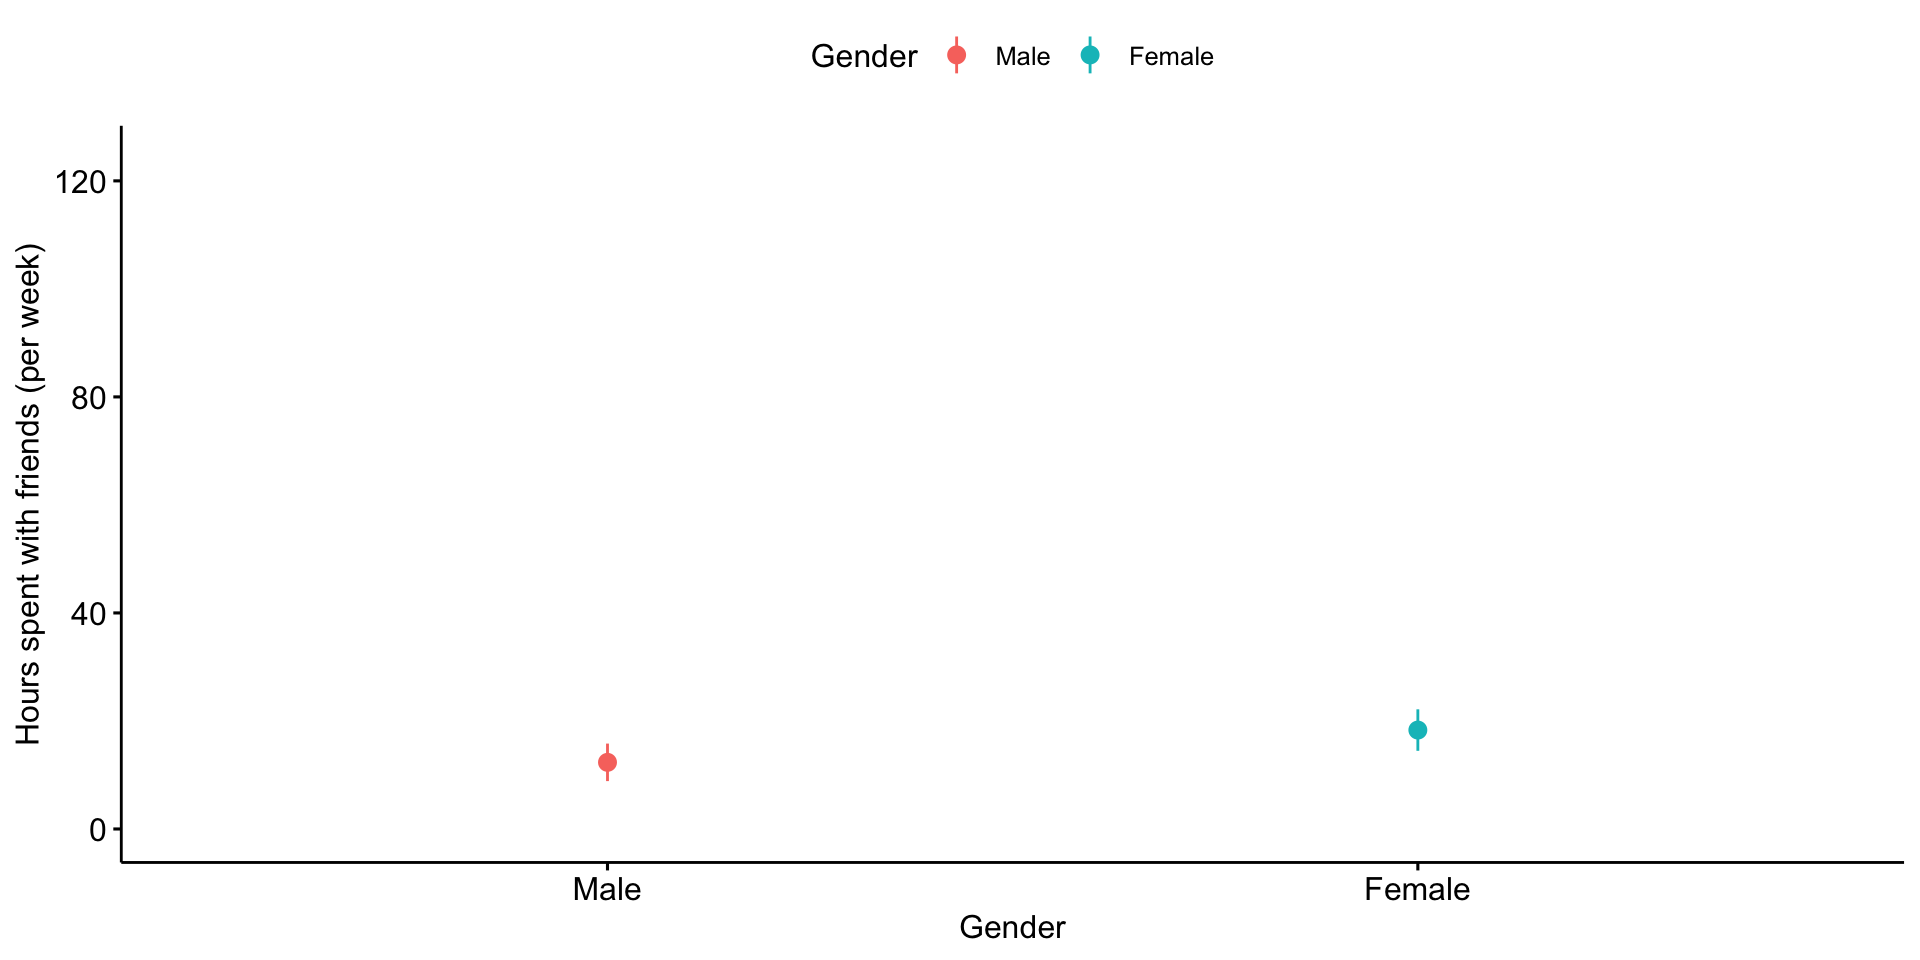 Gender Male Female
120
80
40
0
Hours spent with friends (per week)
Male Female
Gender